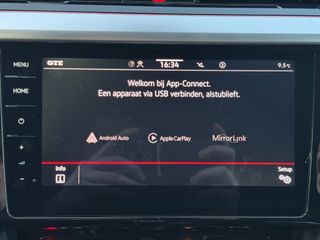 MENU
GTE 16:34 9.5°C
HOME
Welkom bij App-Connect.
Een apparaat via USB verbinden, alstublieft.
Android Auto Apple CarPlay MirrorLink
Info Setup